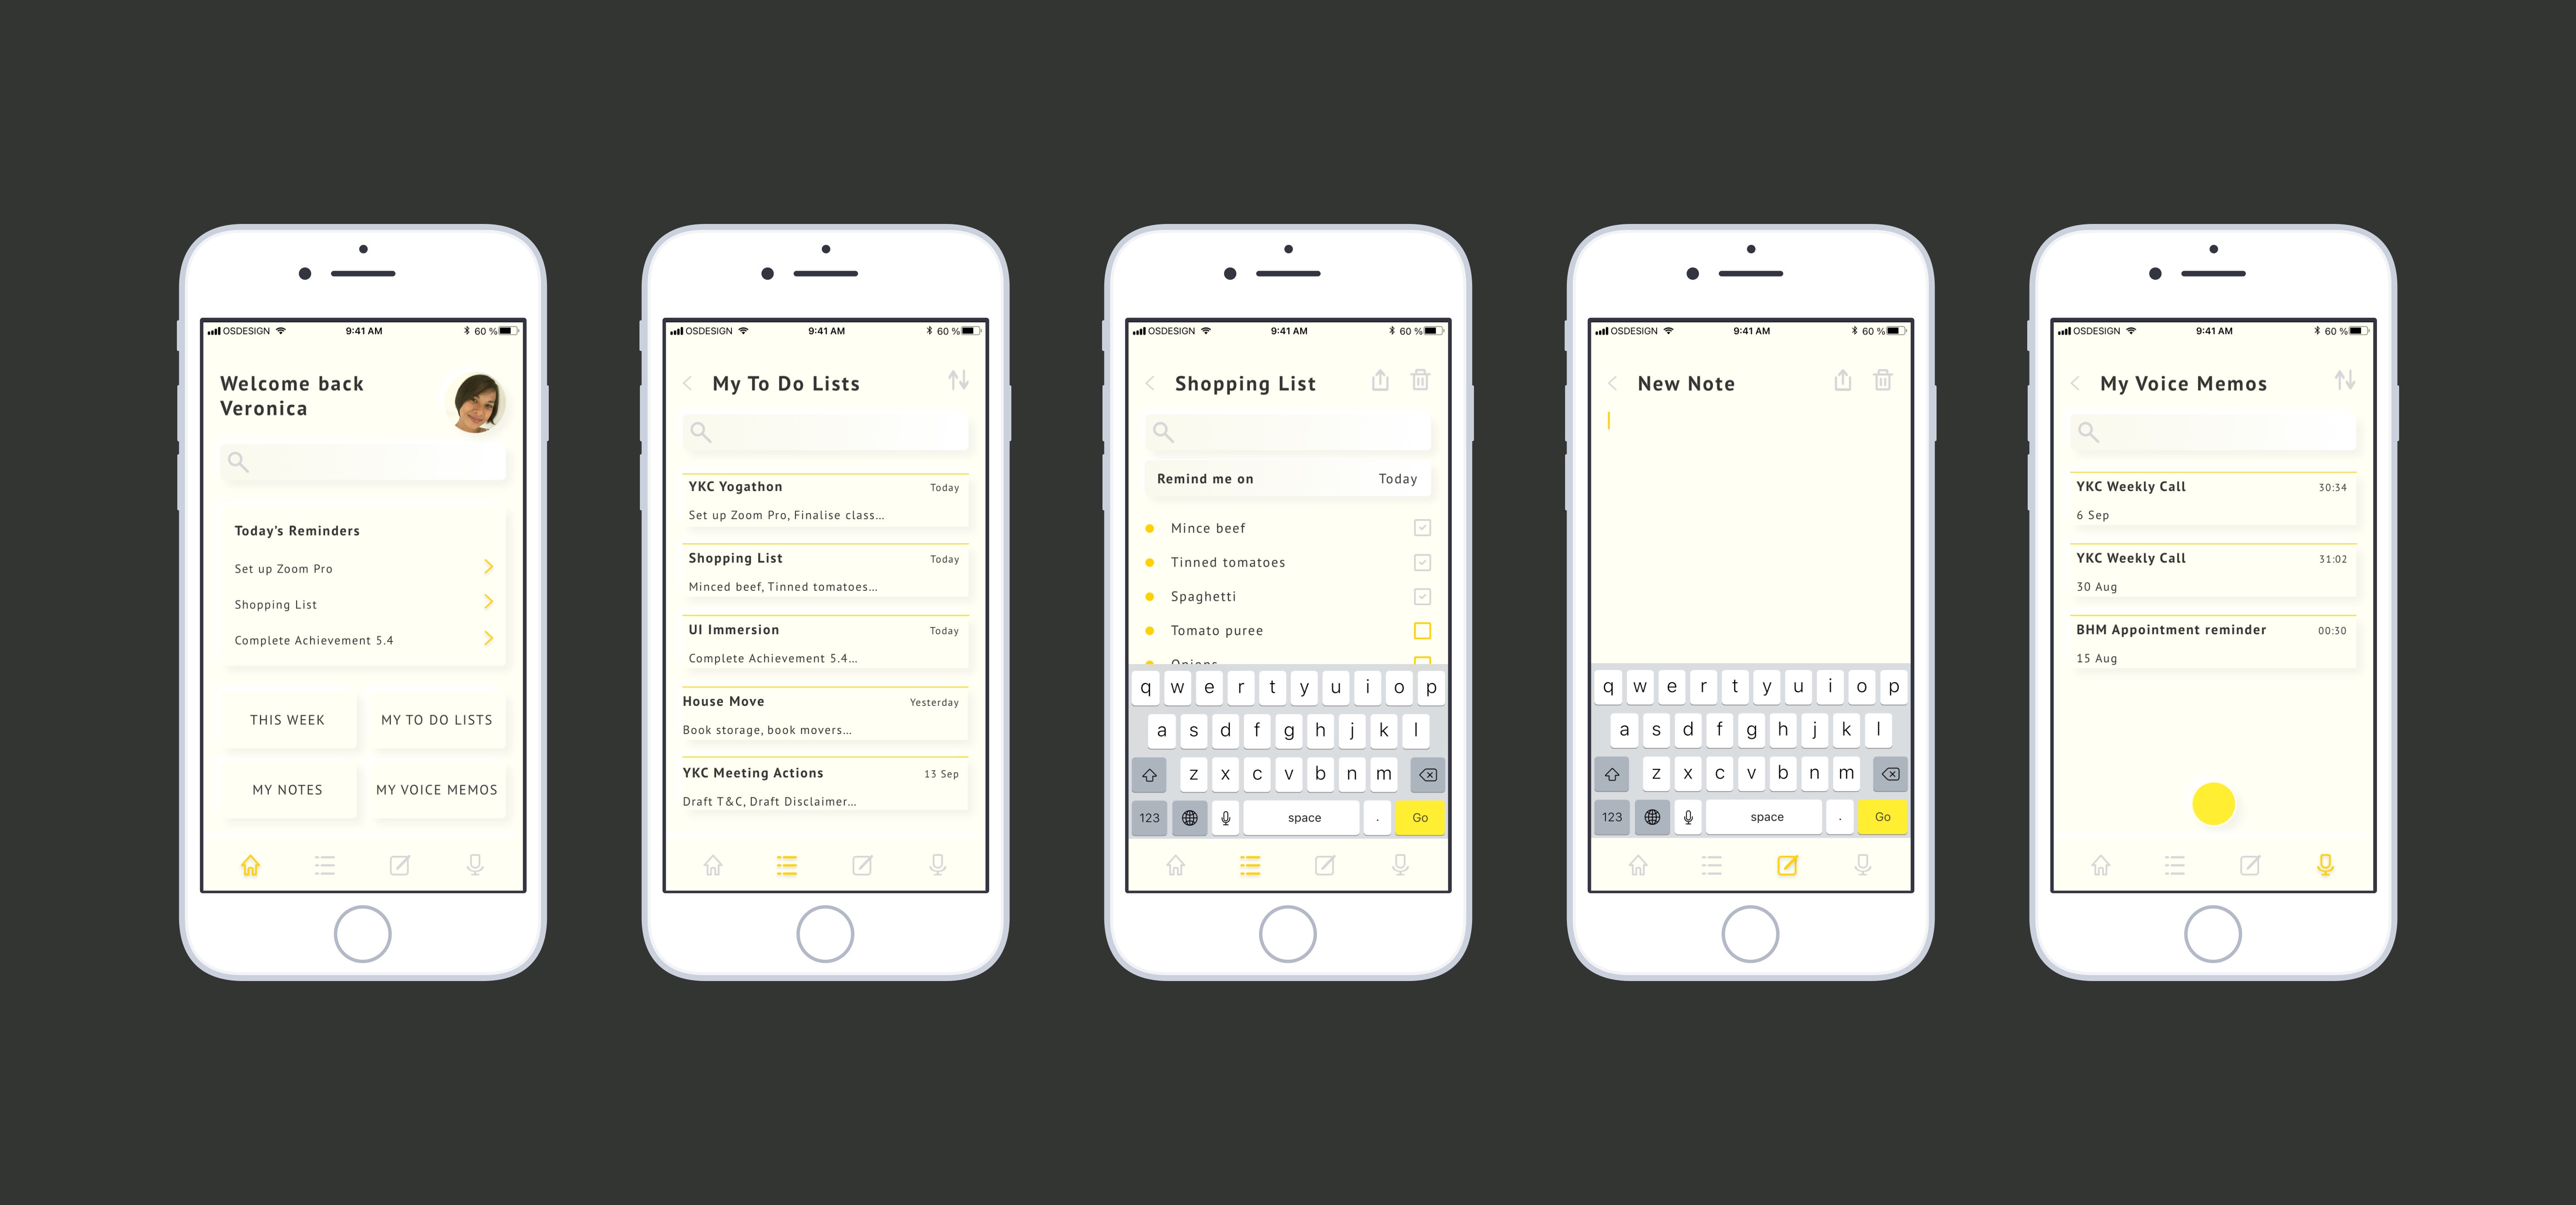 OSDESIGN 9:41 AM 60 %
Welcome back
Veronica
Today's Reminders
Set up Zoom Pro
Shopping List
Complete Achievement 5.4
THIS WEEK MY TO DO LISTS
MY NOTES MY VOICE MEMOS
OSDESIGN 9:41 AM 60 %
My To Do Lists
YKC Yogathon Today
Set up Zoom Pro, Finalise class...
Shopping List Today
Minced beef, Tinned tomatoes...
UI Immersion Today
Complete Achievement 5.4...
House Move Yesterday
Book storage, book movers...
YKC Meeting Actions 13 Sep
Draft T&C, Draft Disclaimer...
OSDESIGN 9:41 AM 60 %
Shopping List
Remind me on Today
Mince beef
Tinned tomatoes
Spaghetti
Tomato puree
Onions
q w e r t y u i o p
a s d f g h j k l
z x c v b n m
123 space . Go
OSDESIGN 9:41 AM 60 %
New Note
q w e r t y u i o p
a s d f g h j k l
z x c v b n m
123 space . Go
OSDESIGN 9:41 AM 60 %
My Voice Memos
YKC Weekly Call 30:34
6 Sep
YKC Weekly Call 31:02
30 Aug
BHM Appointment reminder 00:30
15 Aug